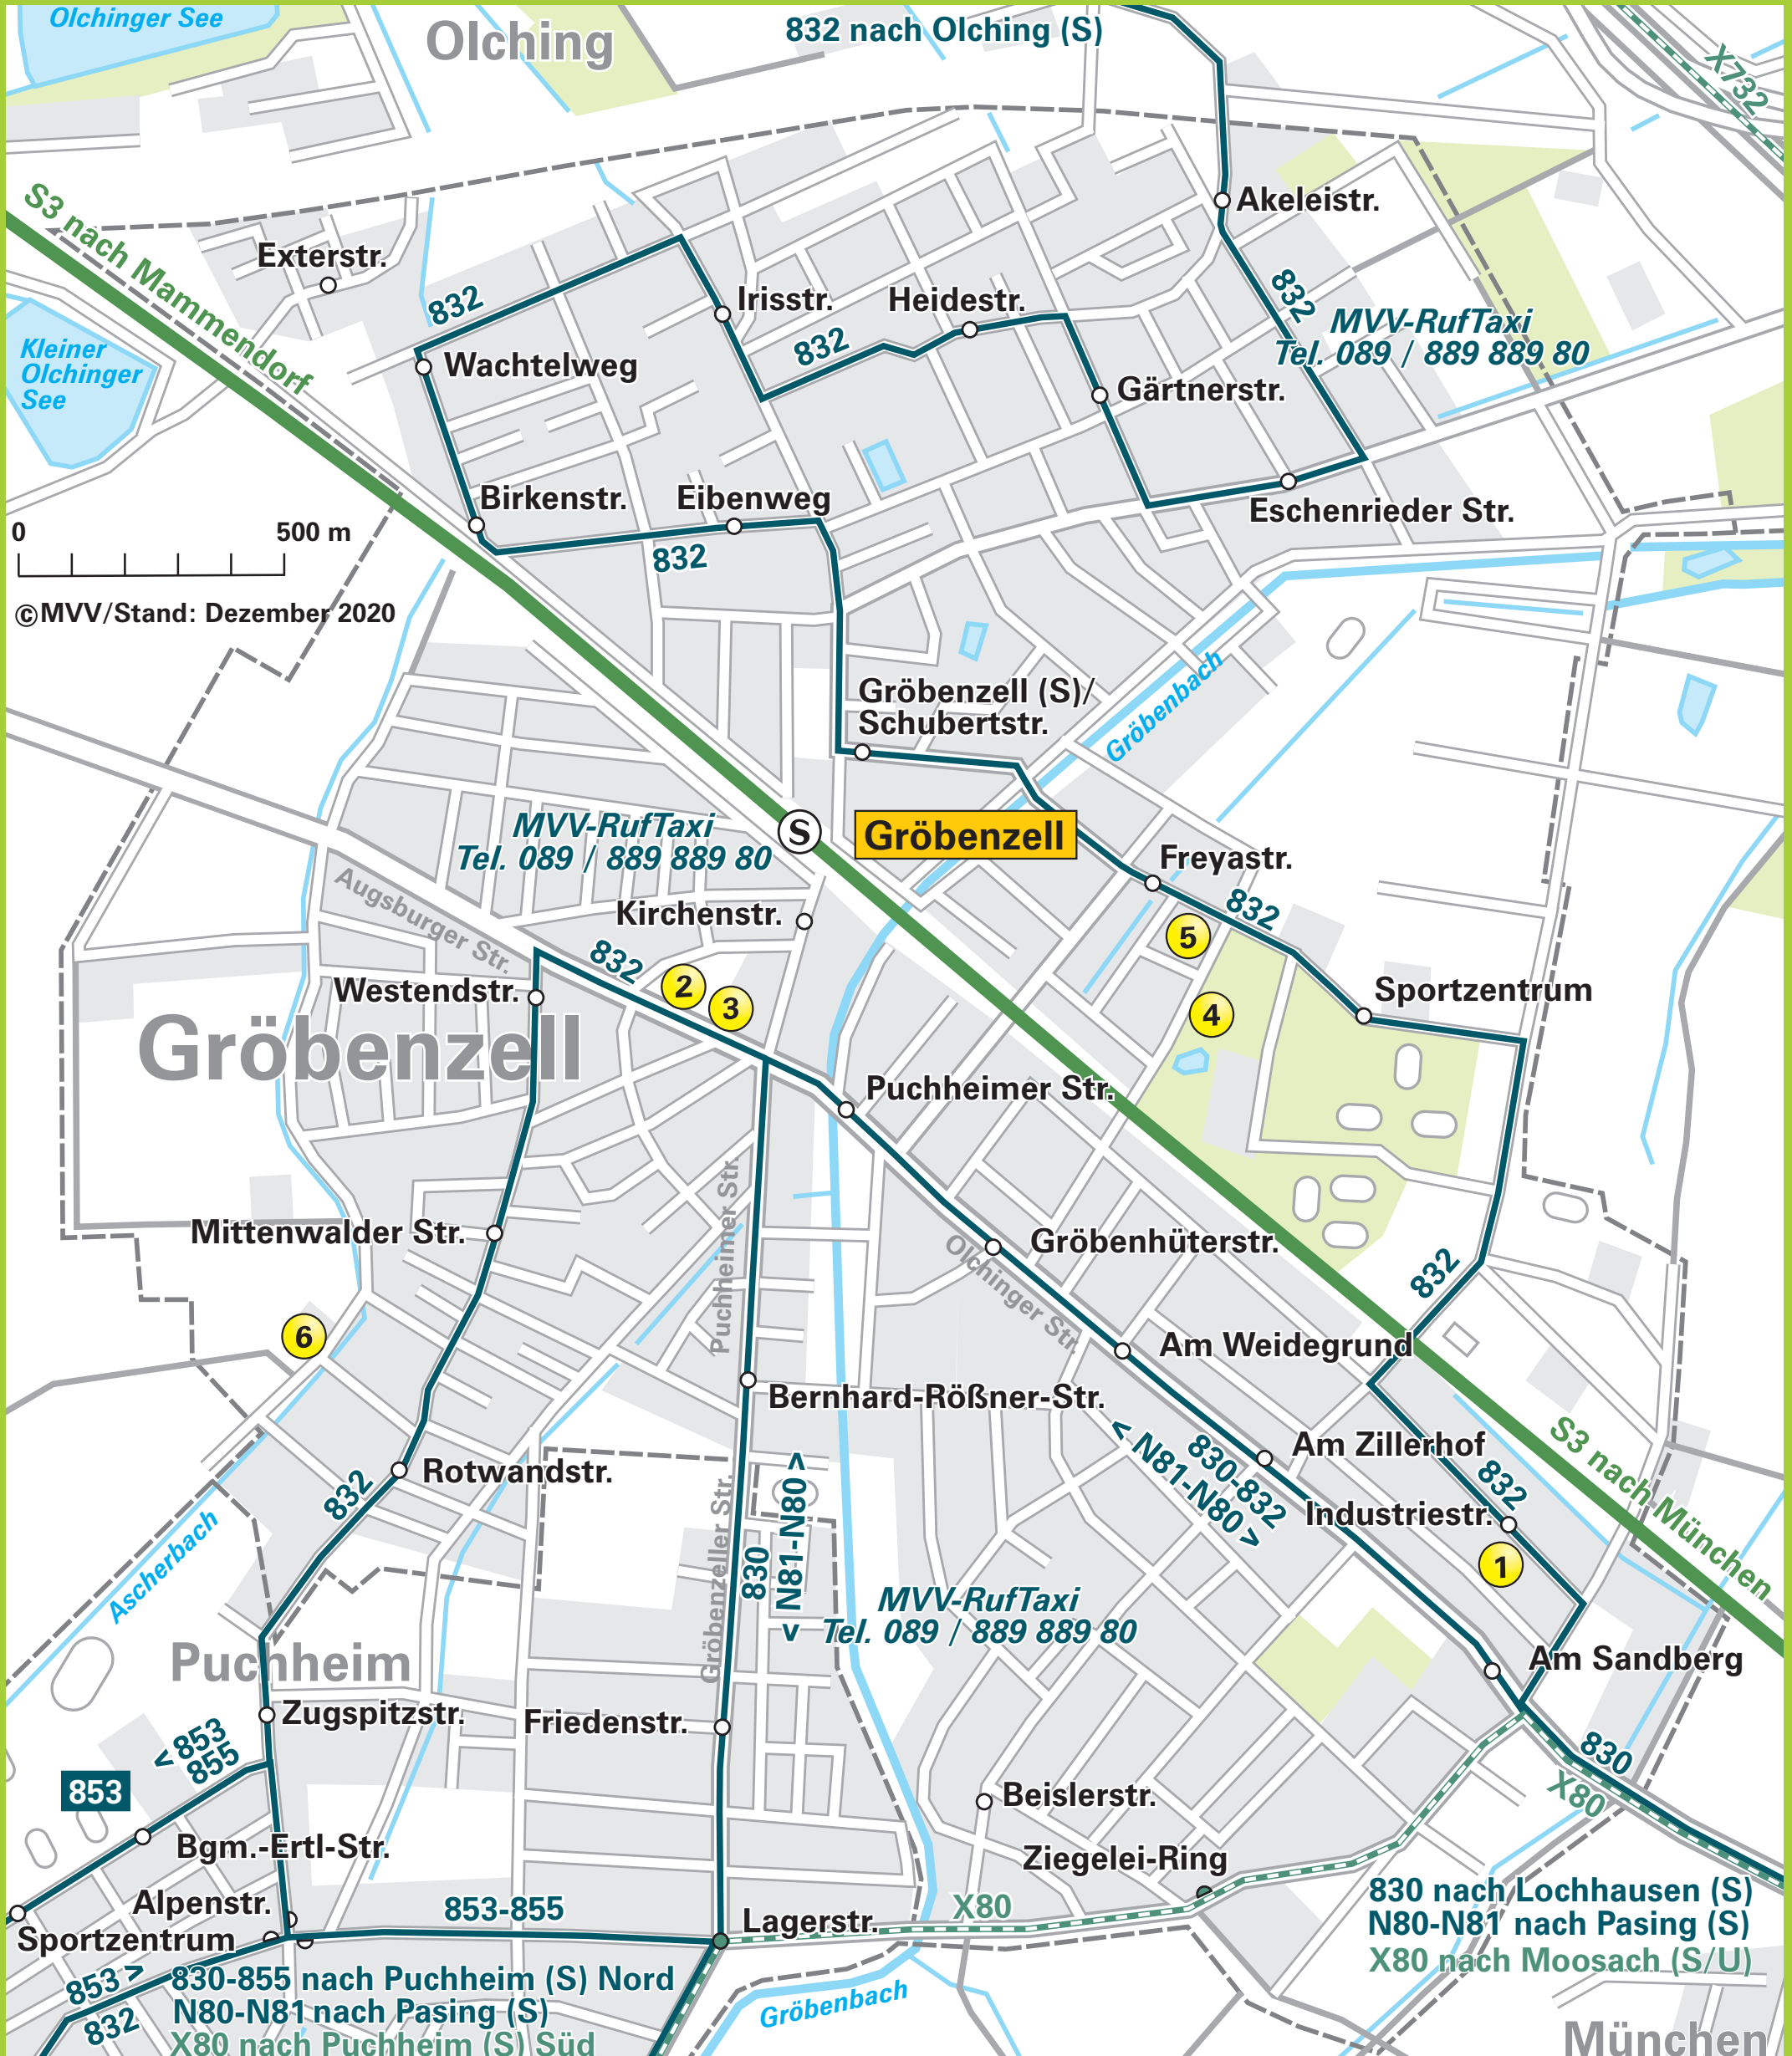 Olchinger See
Olching
832 nach Olching (S)
X732
S3 nach Mammendorf
Exterstr.
Akeleistr.
832
Irisstr.
Heidestr.
832
MVV-RufTaxi
Tel. 089 / 889 889 80
Kleiner
Olchinger
See
Wachtelweg
832
Gärtnerstr.
Birkenstr.
Eibenweg
832
Eschenrieder Str.
0
500 m
©MVV/Stand: Dezember 2020
Gröbenbach
Gröbenzell (S)/
Schubertstr.
S
Gröbenzell
MVV-RufTaxi
Tel. 089 / 889 889 80
Freyastr.
832
Augsburger Str.
Kirchenstr.
5
832
Westendstr.
2
3
4
Sportzentrum
Gröbenzell
Puchheimer Str.
Puchheimer Str.
Mittenwalder Str.
Gröbenhüterstr.
Olchinger Str.
832
6
Am Weidegrund
Bernhard-Rößner-Str.
< N81-N80 >
830-832
Am Zillerhof
832
S3 nach München
Rotwandstr.
832
Industriestr.
1
Ascherbach
Gröbenzeller Str.
830
< N81-N80 >
MVV-RufTaxi
Tel. 089 / 889 889 80
Puchheim
Am Sandberg
Zugspitzstr.
Friedenstr.
< 853
855
830
X80
853
Beislerstr.
Bgm.-Ertl-Str.
Ziegelei-Ring
Alpenstr.
853-855
X80
Lagerstr.
Sportzentrum
830 nach Lochhausen (S)
N80-N81 nach Pasing (S)
X80 nach Moosach (S/U)
853 >
832
830-855 nach Puchheim (S) Nord
N80-N81 nach Pasing (S)
X80 nach Puchheim (S) Süd
Gröbenbach
München
832